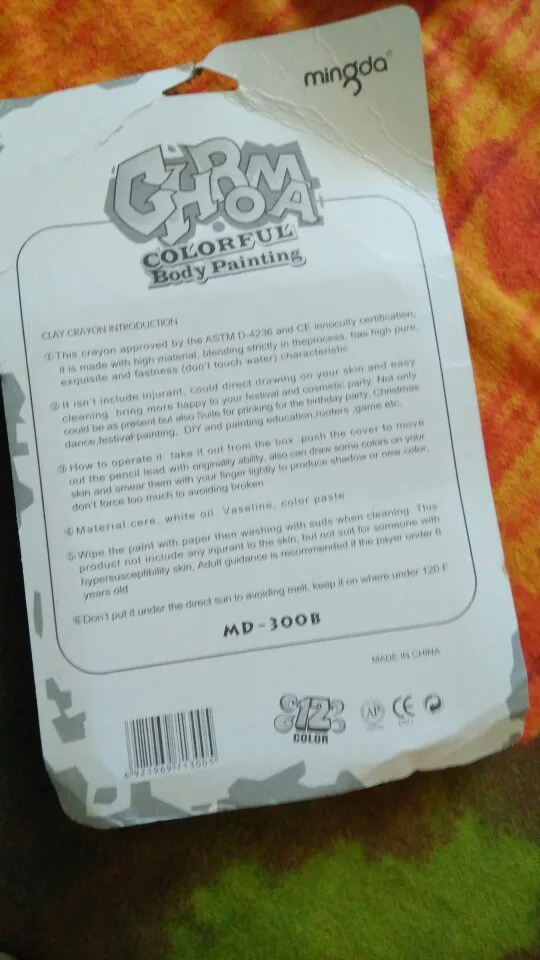 mingda
CHROMA
COLORFUL
Body Painting
CLAY CRAYON INTRODUCTION
①This crayon approved by the ASTM D-4236 and CE innocuity certification,
it is made with high material, blending strictly in theprocess, has high pure,
exquisite and fastness (don't touch water) characteristic
②It isn't include injurant, could direct drawing on your skin and easy
cleaning. bring more happy to your festival and cosmetic party. Not only
could be as present but also Suite for prinking for the birthday party, Christmas
dance,festival painting, DIY and painting education,rooters ,game etc.
③How to operate it: take it out from the box push the cover to move
out the pencil lead with originality ability, also can draw some colors on your
skin and smear them with your finger lightly to produce shadow or new color,
don't force too much to avoiding broken
④Material:cere, white oil. Vaseline, color paste
⑤Wipe the paint with paper then washing with suds when cleaning. This
product not include any injurant to the skin, but not suit for someone with
hypersusceptibility skin, Adult guidance is recommended if the payer under 8
years old
⑥Don't put it under the direct sun to avoiding melt, keep it on where under 120 F
MD-300B
MADE IN CHINA
12
COLOR
AP
CE
6 921969 713005